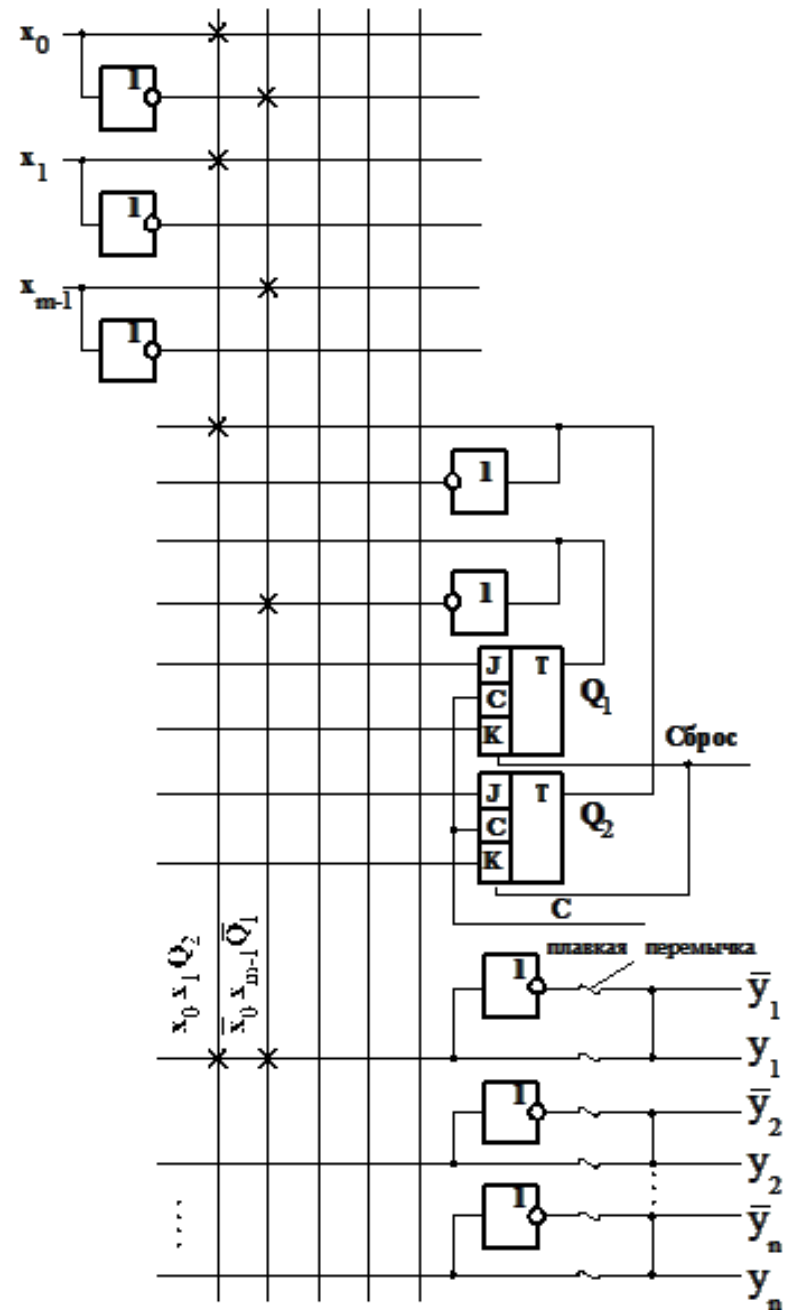 x₀
1
x₁
1
xₘ₋₁
1
1
1
J T
C Q₁
K
Сброс
J T
C Q₂
K
C
x₀ x₁ Q₂
x̄₀ xₘ₋₁ Q̄₁
плавкая перемычка
1
ȳ₁
y₁
1
ȳ₂
y₂
1
ȳₙ
yₙ